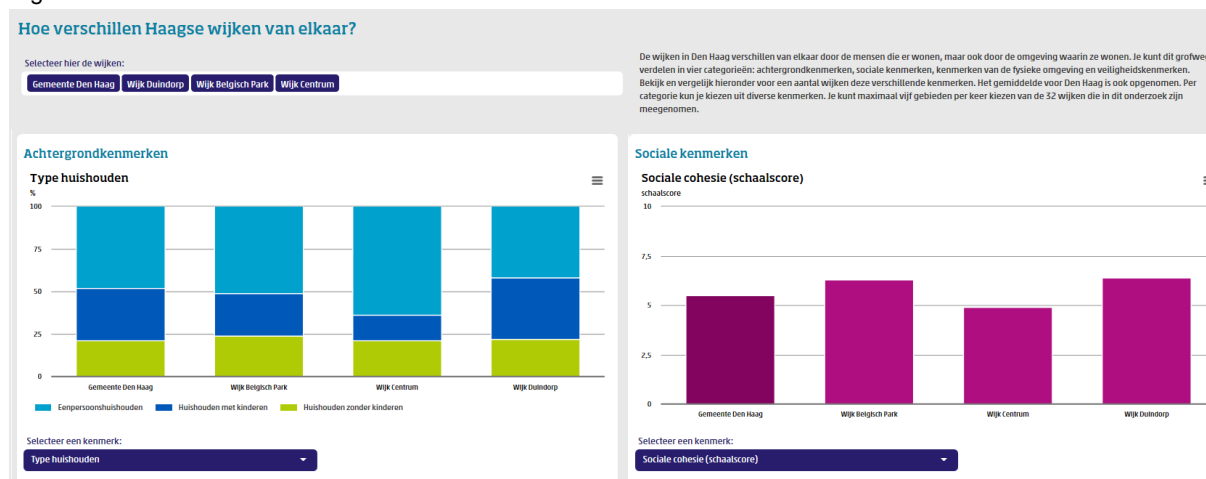 Hoe verschillen Haagse wijken van elkaar?
Selecteer hier de wijken:
Gemeente Den Haag Wijk Duindorp Wijk Belgisch Park Wijk Centrum
De wijken in Den Haag verschillen van elkaar door de mensen die er wonen, maar ook door de omgeving waarin ze wonen. Je kunt dit grofweg
verdelen in vier categorieën: achtergrondkenmerken, sociale kenmerken, kenmerken van de fysieke omgeving en veiligheidskenmerken.
Bekijk en vergelijk hieronder voor een aantal wijken deze verschillende kenmerken. Het gemiddelde voor Den Haag is ook opgenomen. Per
categorie kun je kiezen uit diverse kenmerken. Je kunt maximaal vijf gebieden per keer kiezen van de 32 wijken die in dit onderzoek zijn
meegenomen.
Achtergrondkenmerken
Type huishouden
%
100
75
50
25
0
Gemeente Den Haag Wijk Belgisch Park Wijk Centrum Wijk Duindorp
Eenpersoonshuishouden Huishouden met kinderen Huishouden zonder kinderen
Selecteer een kenmerk:
Type huishouden
Sociale kenmerken
Sociale cohesie (schaalscore)
schaalscore
10
7,5
5
2,5
0
Gemeente Den Haag Wijk Belgisch Park Wijk Centrum Wijk Duindorp
Selecteer een kenmerk:
Sociale cohesie (schaalscore)